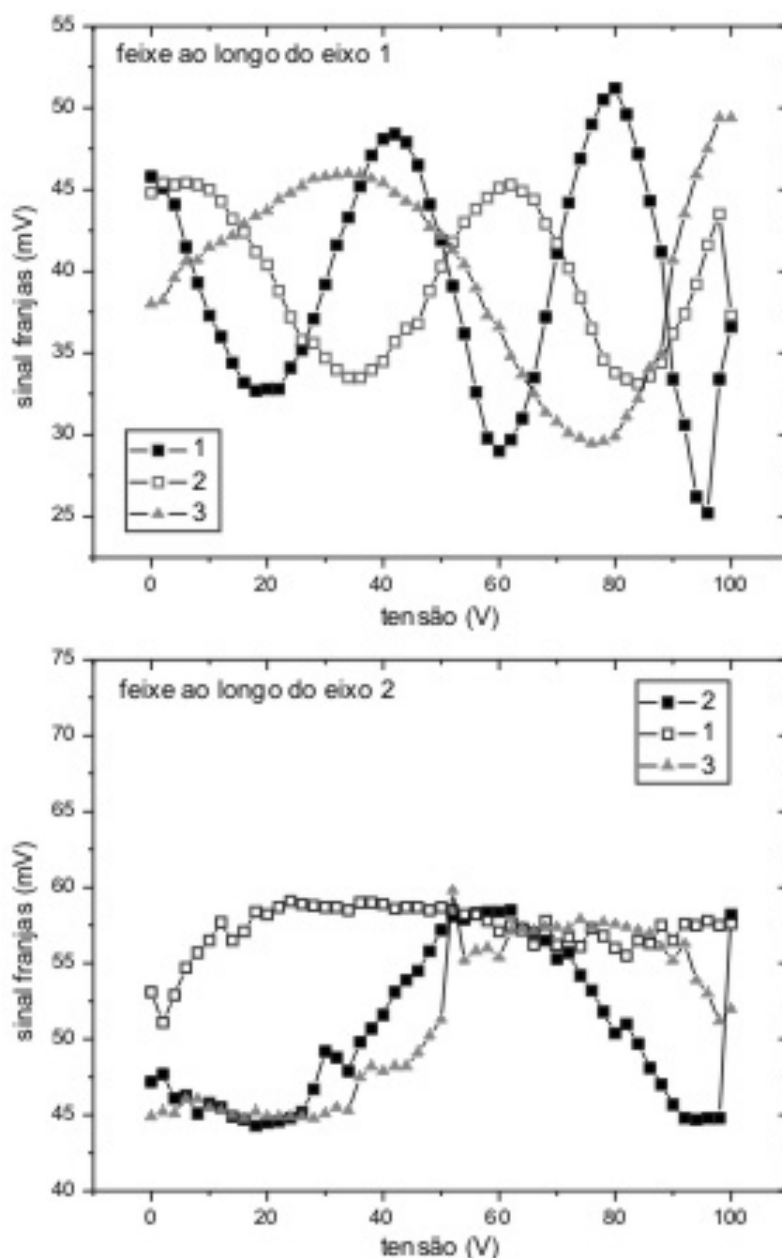 feixe ao longo do eixo 1
sinal franjas (mV)
55
50
45
40
35
30
25
1
2
3
0 20 40 60 80 100
tensão (V)
feixe ao longo do eixo 2
sinal franjas (mV)
75
70
65
60
55
50
45
40
2
1
3
0 20 40 60 80 100
tensão (V)